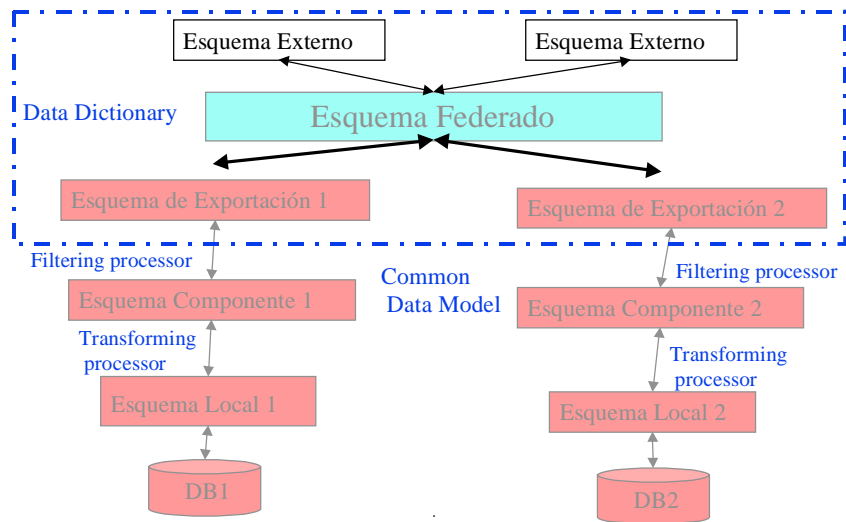 Esquema Externo
Esquema Externo
Data Dictionary
Esquema Federado
Esquema de Exportación 1
Esquema de Exportación 2
Filtering processor
Common
Data Model
Filtering processor
Esquema Componente 1
Esquema Componente 2
Transforming
processor
Transforming
processor
Esquema Local 1
Esquema Local 2
DB1
DB2